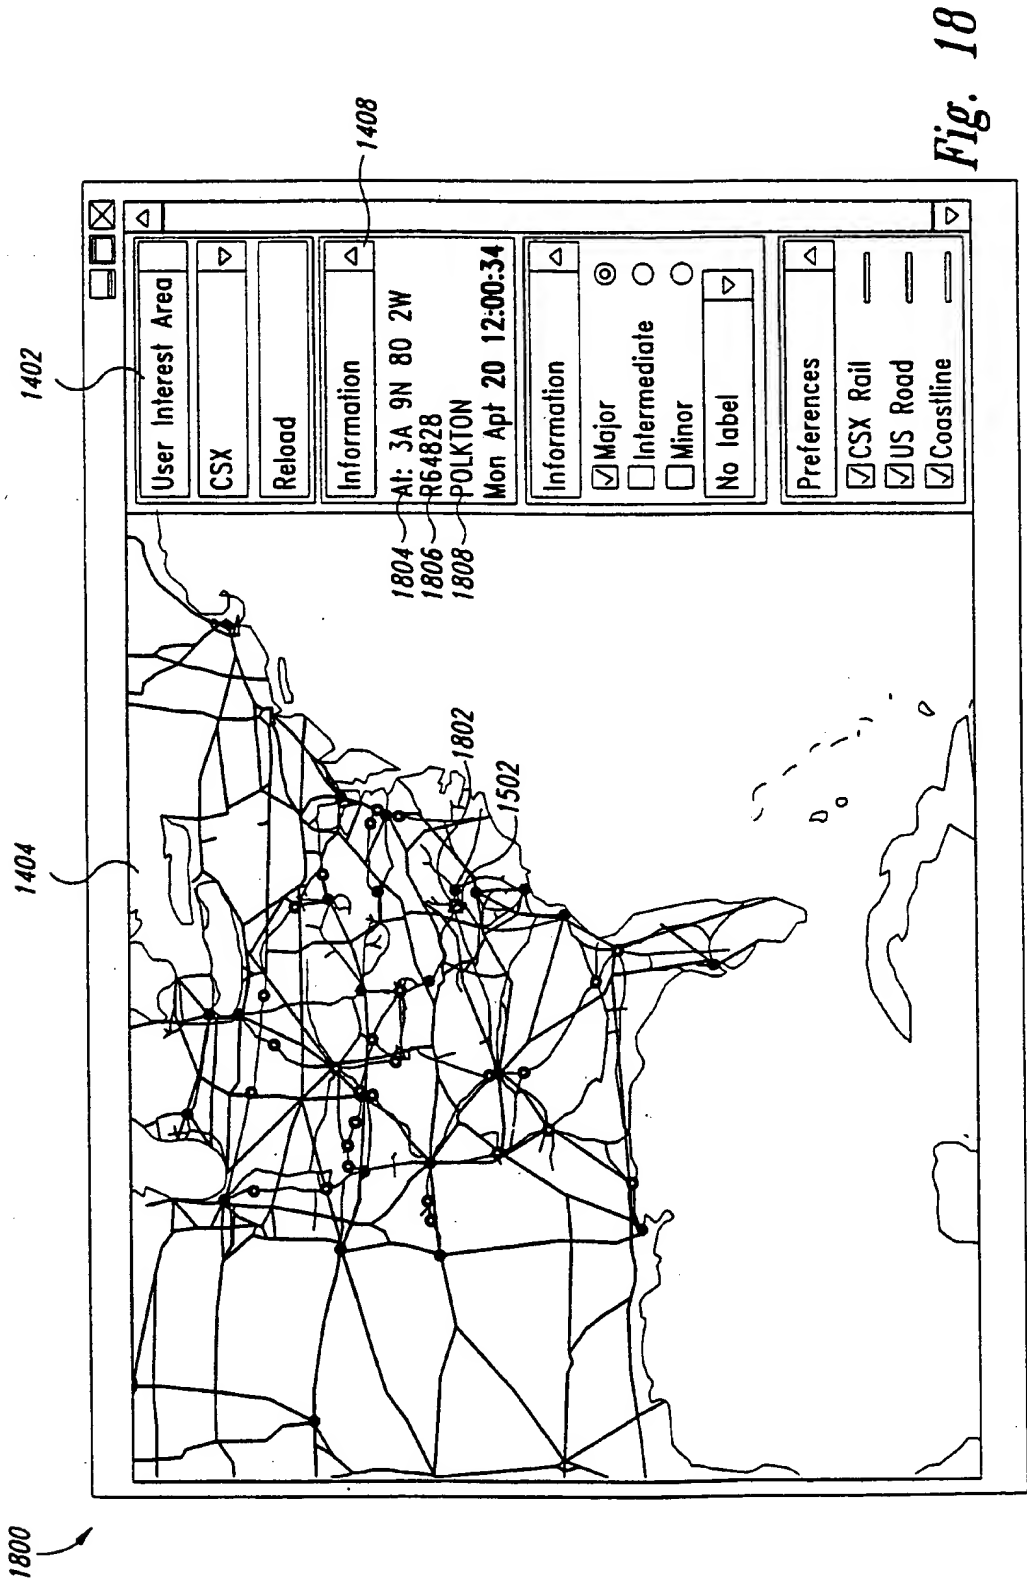 1800
1404
1402
User Interest Area
CSX
Reload
Information
1408
1804
At: 3A 9N 80 2W
1806
R64828
1808
POLKTON
Mon Apt 20 12:00:34
Information
Major
Intermediate
Minor
No label
Preferences
CSX Rail
US Road
Coastline
1802
1502
Fig. 18